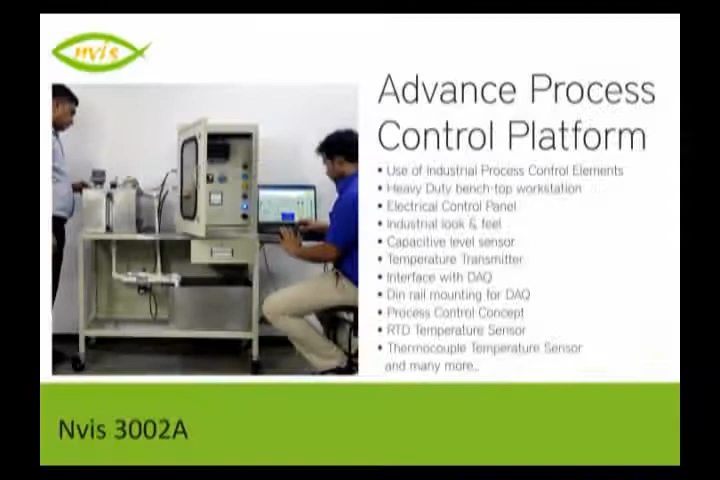 nvis
Advance Process
Control Platform
• Use of Industrial Process Control Elements
• Heavy Duty bench-top workstation
• Electrical Control Panel
• Industrial look & feel
• Capacitive level sensor
• Temperature Transmitter
• Interface with DAQ
• Din rail mounting for DAQ
• Process Control Concept
• RTD Temperature Sensor
• Thermocouple Temperature Sensor
and many more...
Nvis 3002A